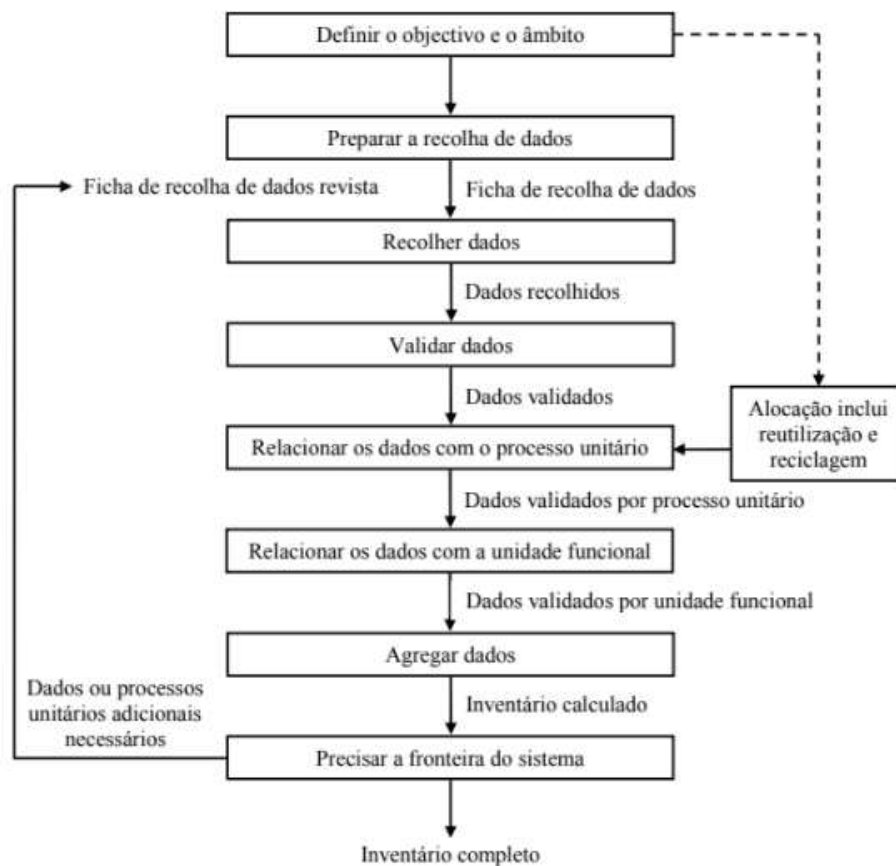 Definir o objectivo e o âmbito
Preparar a recolha de dados
Ficha de recolha de dados revista
Ficha de recolha de dados
Recolher dados
Dados recolhidos
Validar dados
Dados validados
Alocação inclui
reutilização e
reciclagem
Relacionar os dados com o processo unitário
Dados validados por processo unitário
Relacionar os dados com a unidade funcional
Dados validados por unidade funcional
Agregar dados
Dados ou processos
unitários adicionais
necessários
Inventário calculado
Precisar a fronteira do sistema
Inventário completo